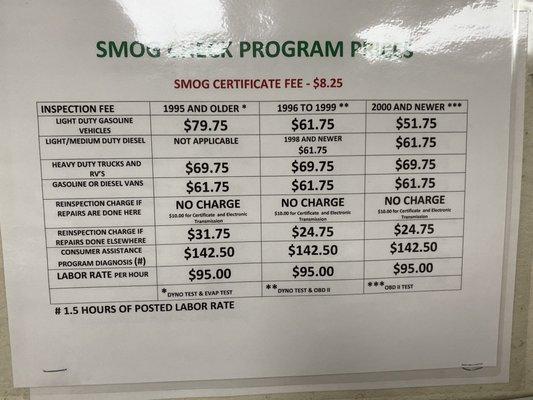 SMOG CHECK PROGRAM PRICES
SMOG CERTIFICATE FEE - $8.25
INSPECTION FEE 1995 AND OLDER * 1996 TO 1999 ** 2000 AND NEWER ***
LIGHT DUTY GASOLINE VEHICLES $79.75 $61.75 $51.75
LIGHT/MEDIUM DUTY DIESEL NOT APPLICABLE 1998 AND NEWER $61.75 $61.75
HEAVY DUTY TRUCKS AND RV'S $69.75 $69.75 $69.75
GASOLINE OR DIESEL VANS $61.75 $61.75 $61.75
REINSPECTION CHARGE IF REPAIRS ARE DONE HERE NO CHARGE $10.00 for Certificate and Electronic Transmission NO CHARGE $10.00 for Certificate and Electronic Transmission NO CHARGE $10.00 for Certificate and Electronic Transmission
REINSPECTION CHARGE IF REPAIRS DONE ELSEWHERE $31.75 $24.75 $24.75
CONSUMER ASSISTANCE PROGRAM DIAGNOSIS (#) $142.50 $142.50 $142.50
LABOR RATE PER HOUR $95.00 $95.00 $95.00
* DYNO TEST & EVAP TEST ** DYNO TEST & OBD II *** OBD II TEST
# 1.5 HOURS OF POSTED LABOR RATE